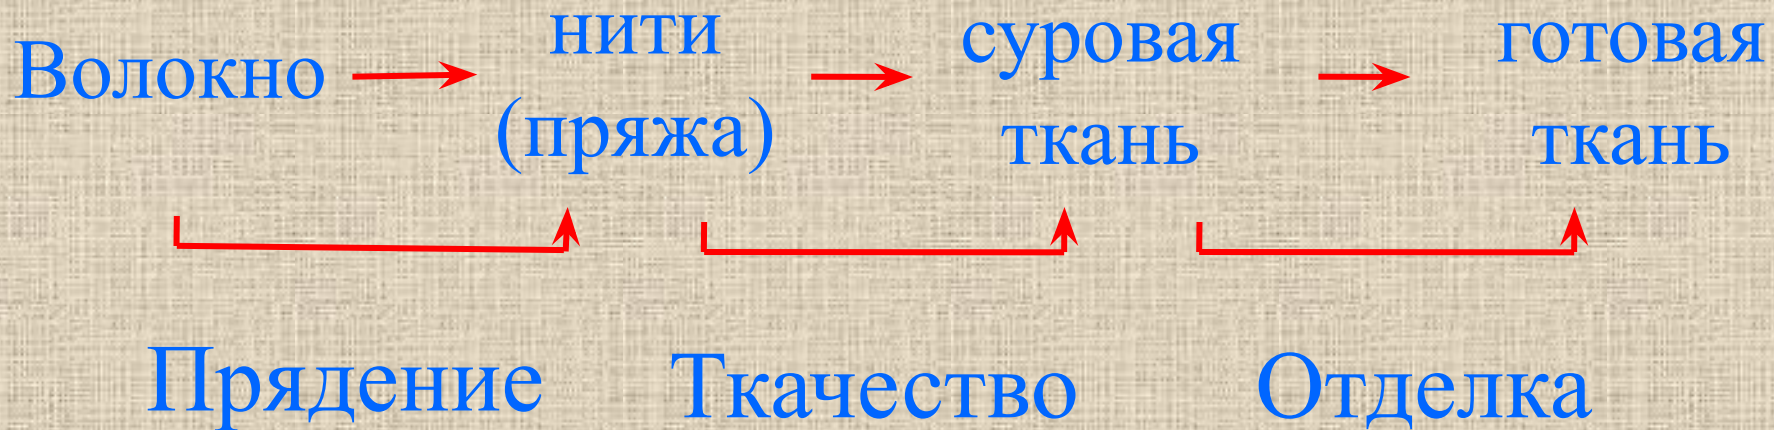 Волокно
нити
(пряжа)
суровая
ткань
готовая
ткань
Прядение
Ткачество
Отделка